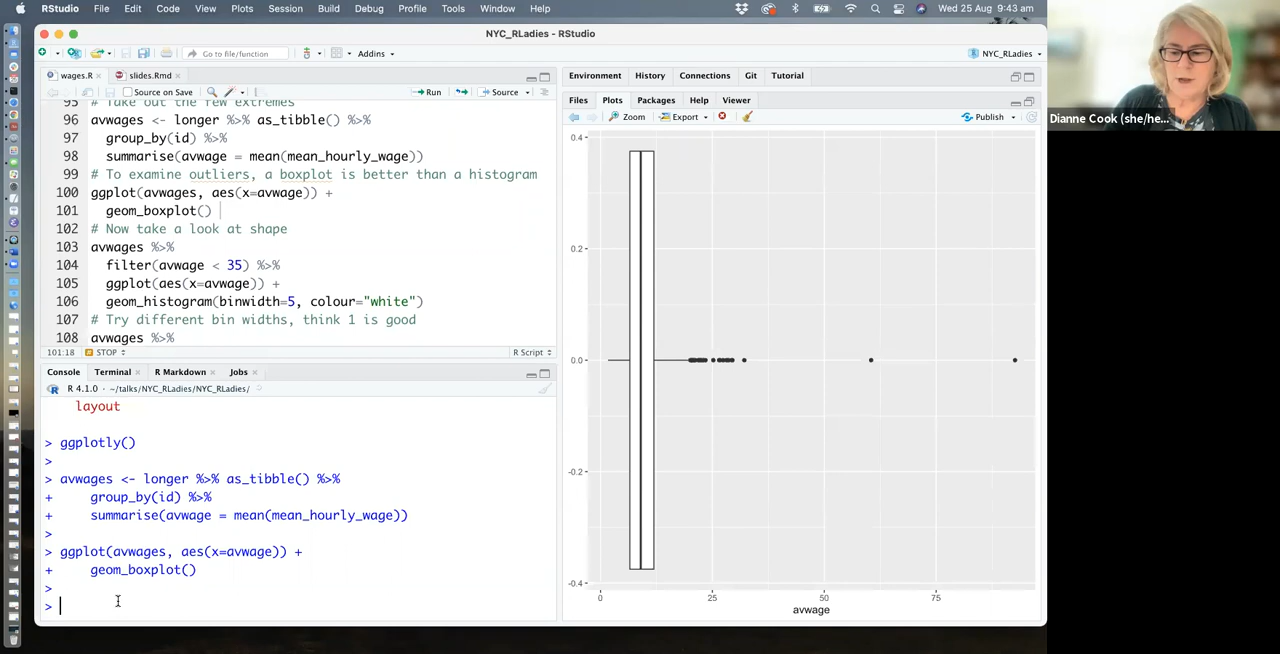 RStudio File Edit Code View Plots Session Build Debug Profile Tools Window Help Wed 25 Aug 9:43 am
NYC_RLadies - RStudio
Go to file/function Addins NYC_RLadies
wages.R slides.Rmd
Source on Save Run Source
95 # Take out the few extremes
96 avwages <- longer %>% as_tibble() %>%
97 group_by(id) %>%
98 summarise(avwage = mean(mean_hourly_wage))
99 # To examine outliers, a boxplot is better than a histogram
100 ggplot(avwages, aes(x=avwage)) +
101 geom_boxplot()
102 # Now take a look at shape
103 avwages %>%
104 filter(avwage < 35) %>%
105 ggplot(aes(x=avwage)) +
106 geom_histogram(binwidth=5, colour="white")
107 # Try different bin widths, think 1 is good
108 avwages %>%
101:18 STOP R Script
Console Terminal R Markdown Jobs
R 4.1.0 · ~/talks/NYC_RLadies/NYC_RLadies/
layout
> ggplotly()
>
> avwages <- longer %>% as_tibble() %>%
+ group_by(id) %>%
+ summarise(avwage = mean(mean_hourly_wage))
>
> ggplot(avwages, aes(x=avwage)) +
+ geom_boxplot()
>
>
Environment History Connections Git Tutorial
Files Plots Packages Help Viewer
Zoom Export Publish
0.4
0.2
0.0
-0.2
-0.4
0 25 50 75
avwage
Dianne Cook (she/he...